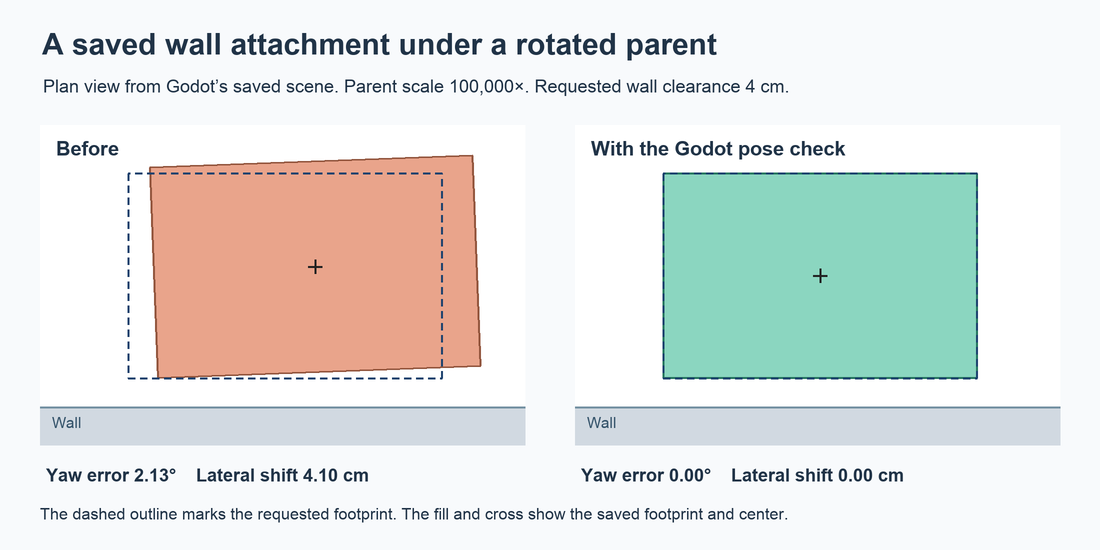 A saved wall attachment under a rotated parent
Plan view from Godot’s saved scene. Parent scale 100,000×. Requested wall clearance 4 cm.
Before
Wall
Yaw error 2.13° Lateral shift 4.10 cm
With the Godot pose check
Wall
Yaw error 0.00° Lateral shift 0.00 cm
The dashed outline marks the requested footprint. The fill and cross show the saved footprint and center.